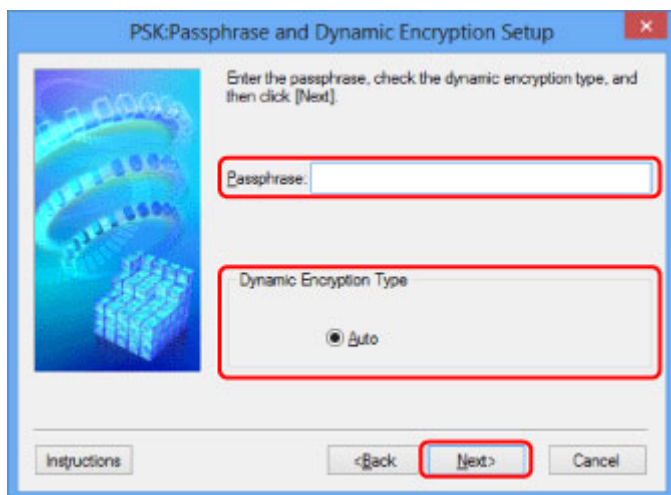 PSK:Passphrase and Dynamic Encryption Setup
Enter the passphrase, check the dynamic encryption type, and
then click [Next].
Passphrase:
Dynamic Encryption Type
Auto
Instructions
<Back
Next>
Cancel